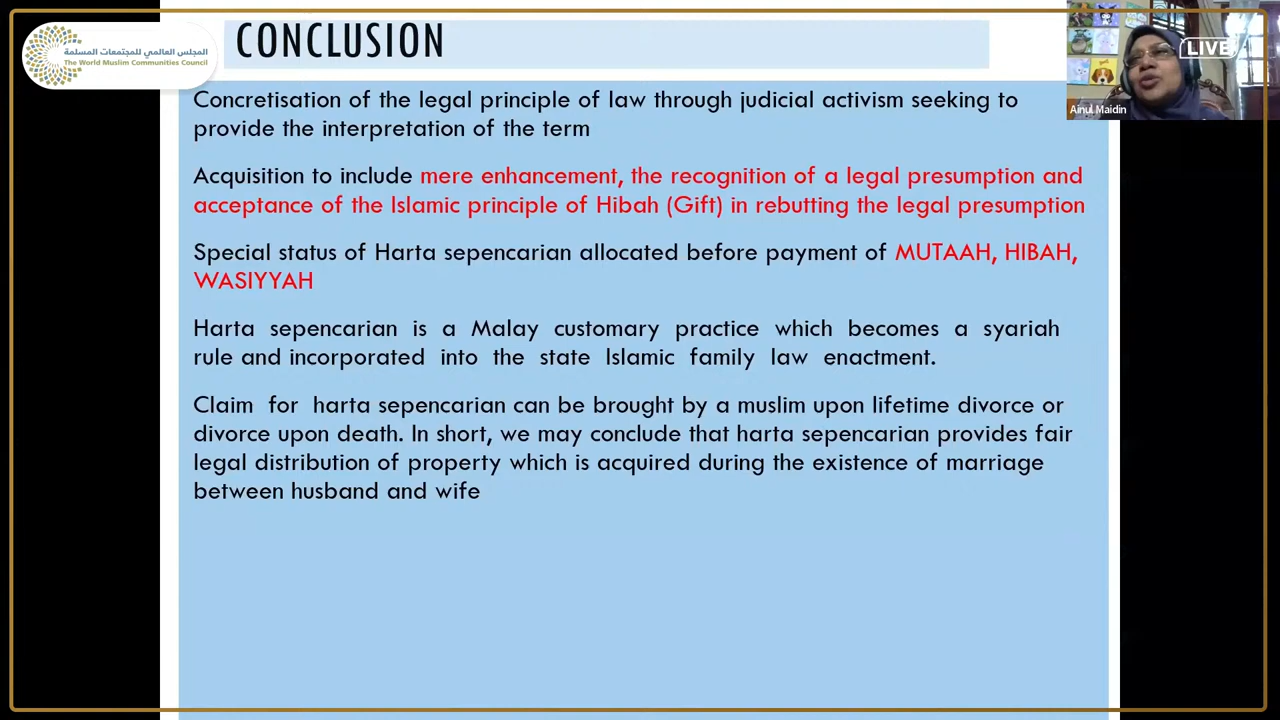 CONCLUSION
المجلس العالمي للمجتمعات المسلمة
The World Muslim Communities Council
LIVE
Ainul Maidin
Concretisation of the legal principle of law through judicial activism seeking to
provide the interpretation of the term
Acquisition to include mere enhancement, the recognition of a legal presumption and
acceptance of the Islamic principle of Hibah (Gift) in rebutting the legal presumption
Special status of Harta sepencarian allocated before payment of MUTAAH, HIBAH,
WASIYYAH
Harta sepencarian is a Malay customary practice which becomes a syariah
rule and incorporated into the state Islamic family law enactment.
Claim for harta sepencarian can be brought by a muslim upon lifetime divorce or
divorce upon death. In short, we may conclude that harta sepencarian provides fair
legal distribution of property which is acquired during the existence of marriage
between husband and wife